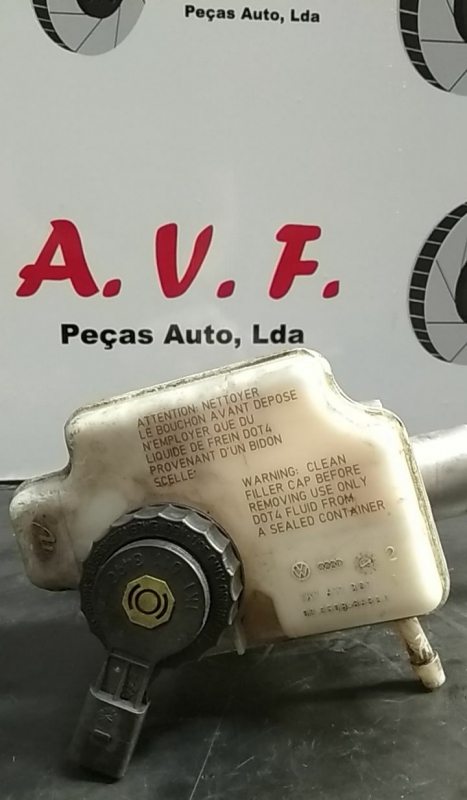 Peças Auto, Lda
A. V. F.
Peças Auto, Lda
ATTENTION: NETTOYER
LE BOUCHON AVANT DEPOSE
N'EMPLOYER QUE DU
LIQUIDE DE FREIN DOT4
PROVENANT D'UN BIDON
SCELLE'
WARNING: CLEAN
FILLER CAP BEFORE
REMOVING USE ONLY
DOT4 FLUID FROM
A SEALED CONTAINER
2